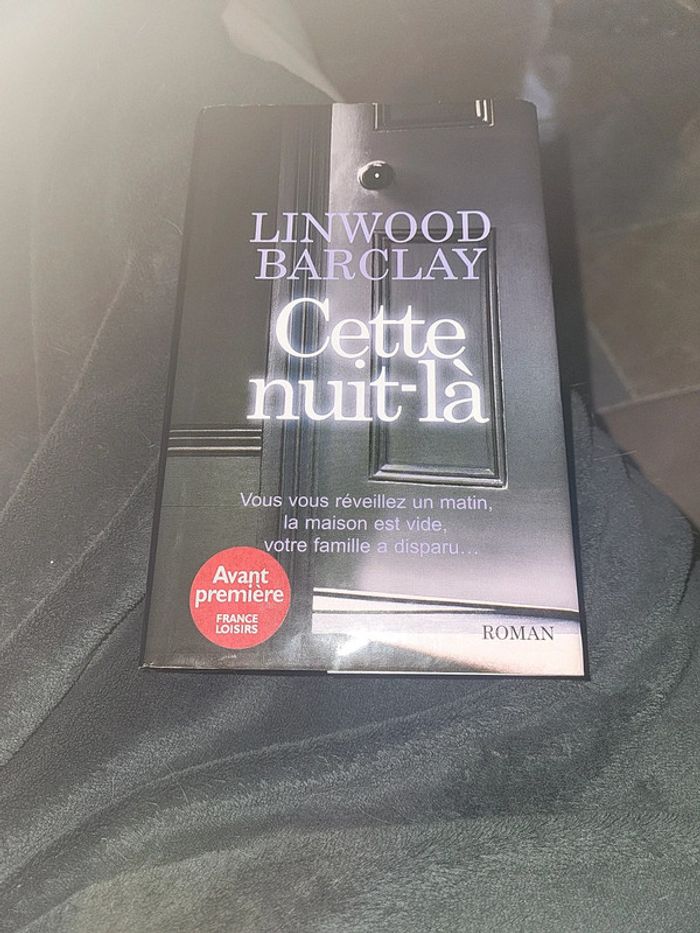 LINWOOD
BARCLAY
Cette
nuit-là
Vous vous réveillez un matin,
la maison est vide,
votre famille a disparu...
Avant
première
FRANCE
LOISIRS
ROMAN